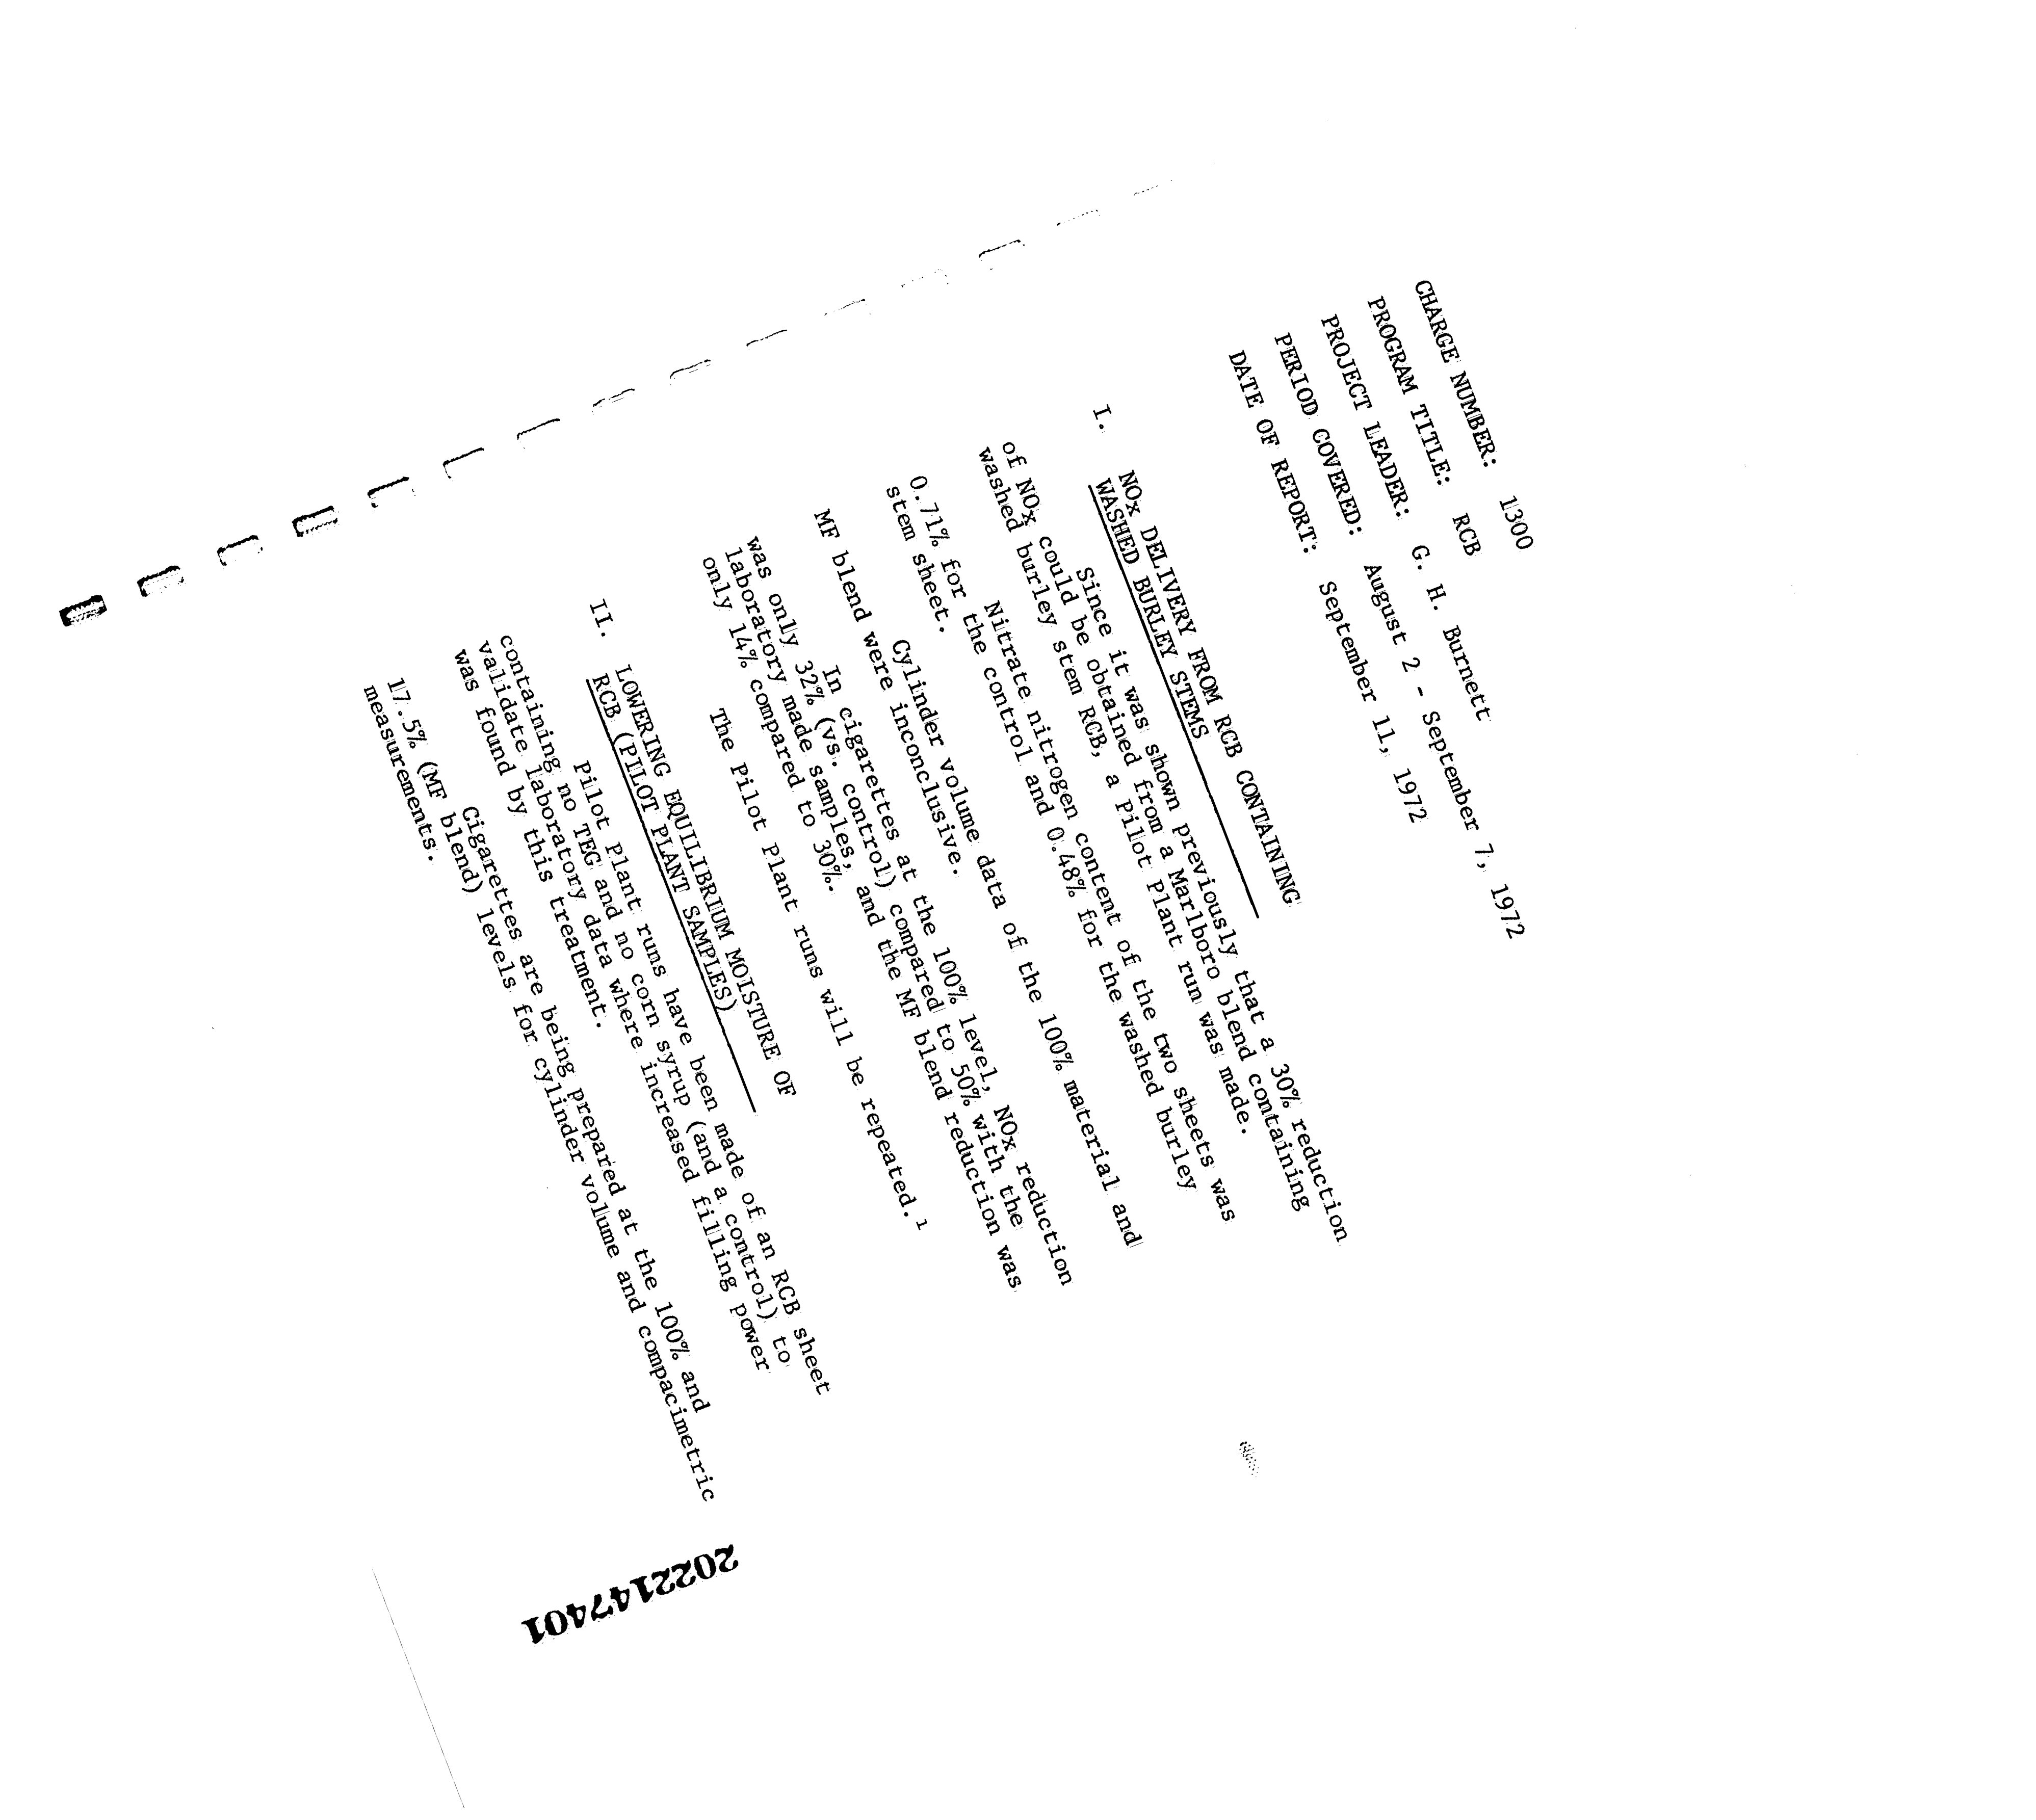 CHARGE NUMBER: 1300
PROGRAM TITLE: RCB
PROJECT LEADER: G. H. Burnett
PERIOD COVERED: August 2 - September 7, 1972
DATE OF REPORT: September 11, 1972
I. NOx DELIVERY FROM RCB CONTAINING
WASHED BURLEY STEMS
Since it was shown previously that a 30% reduction
of NOx could be obtained from a Marlboro blend containing
washed burley stem RCB, a Pilot Plant run was made.
Nitrate nitrogen content of the two sheets was
0.71% for the control and 0.48% for the washed burley
stem sheet.
Cylinder volume data of the 100% material and
MF blend were inconclusive.
In cigarettes at the 100% level, NOx reduction
was only 32% (vs. control) compared to 50% with the
laboratory made samples, and the MF blend reduction was
only 14% compared to 30%.
The Pilot Plant runs will be repeated.¹
II. LOWERING EQUILIBRIUM MOISTURE OF
RCB (PILOT PLANT SAMPLES)
Pilot Plant runs have been made of an RCB sheet
containing no TEG and no corn syrup (and a control) to
validate laboratory data where increased filling power
was found by this treatment.
Cigarettes are being prepared at the 100% and
17.5% (MF blend) levels for cylinder volume and compacimetric
measurements.
2022147401